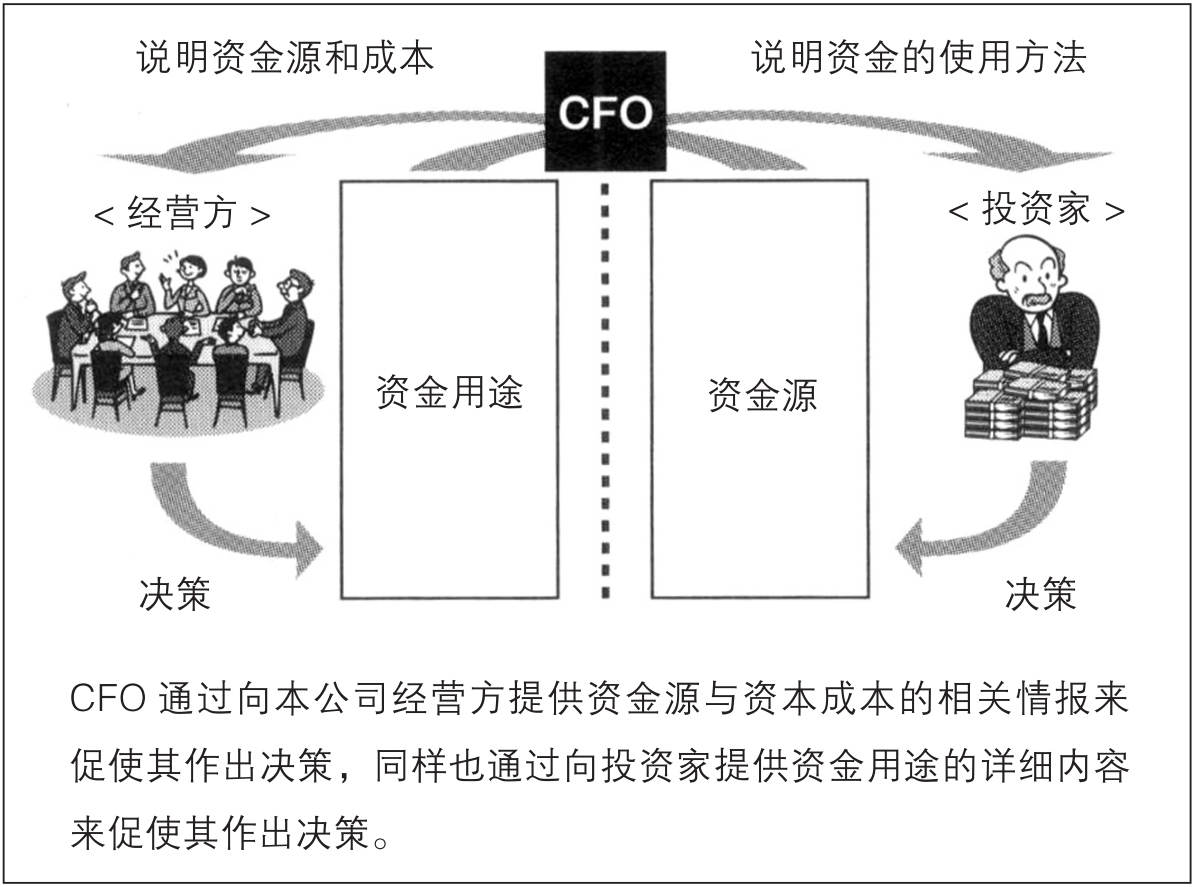 说明资金源和成本
说明资金的使用方法
CFO
<经营方>
<投资家>
资金用途
资金源
决策
决策
CFO 通过向本公司经营方提供资金源与资本成本的相关情报来
促使其作出决策，同样也通过向投资家提供资金用途的详细内容
来促使其作出决策。